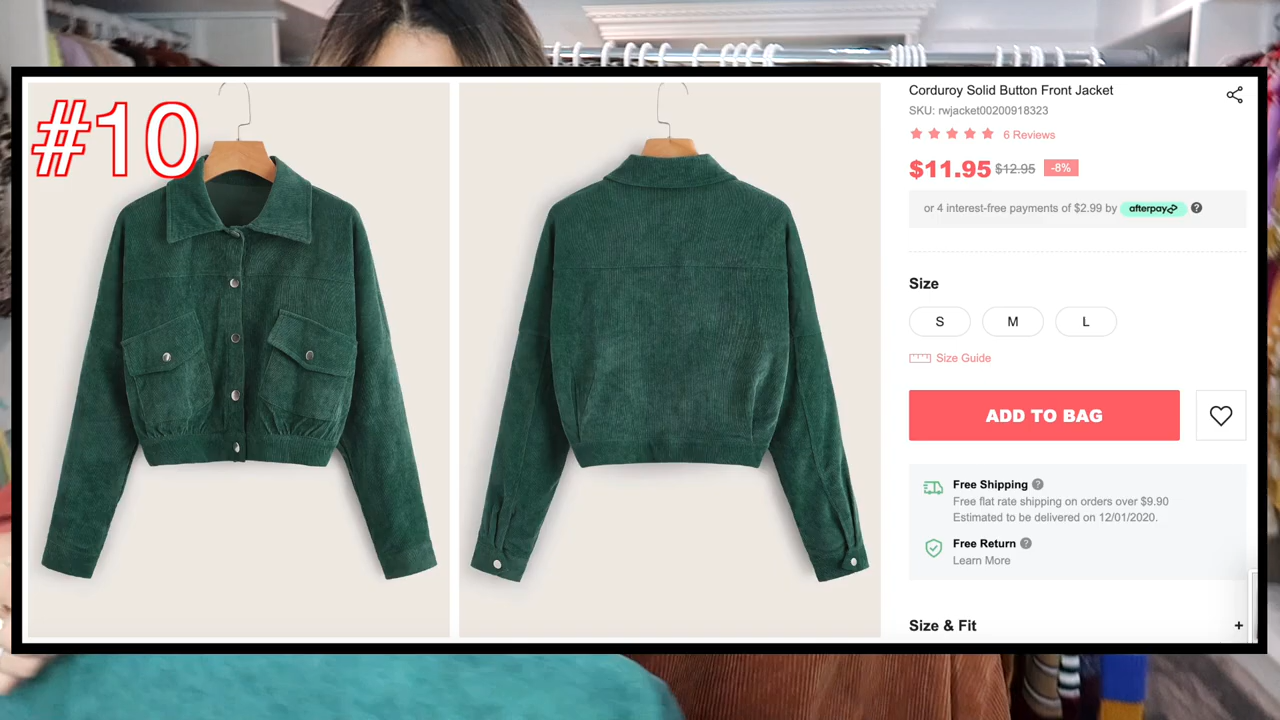 #10
Corduroy Solid Button Front Jacket
SKU: rwjacket00200918323
6 Reviews
$11.95 $12.95 -8%
or 4 interest-free payments of $2.99 by afterpay ?
Size
S M L
Size Guide
ADD TO BAG
Free Shipping ?
Free flat rate shipping on orders over $9.90
Estimated to be delivered on 12/01/2020.
Free Return ?
Learn More
Size & Fit +